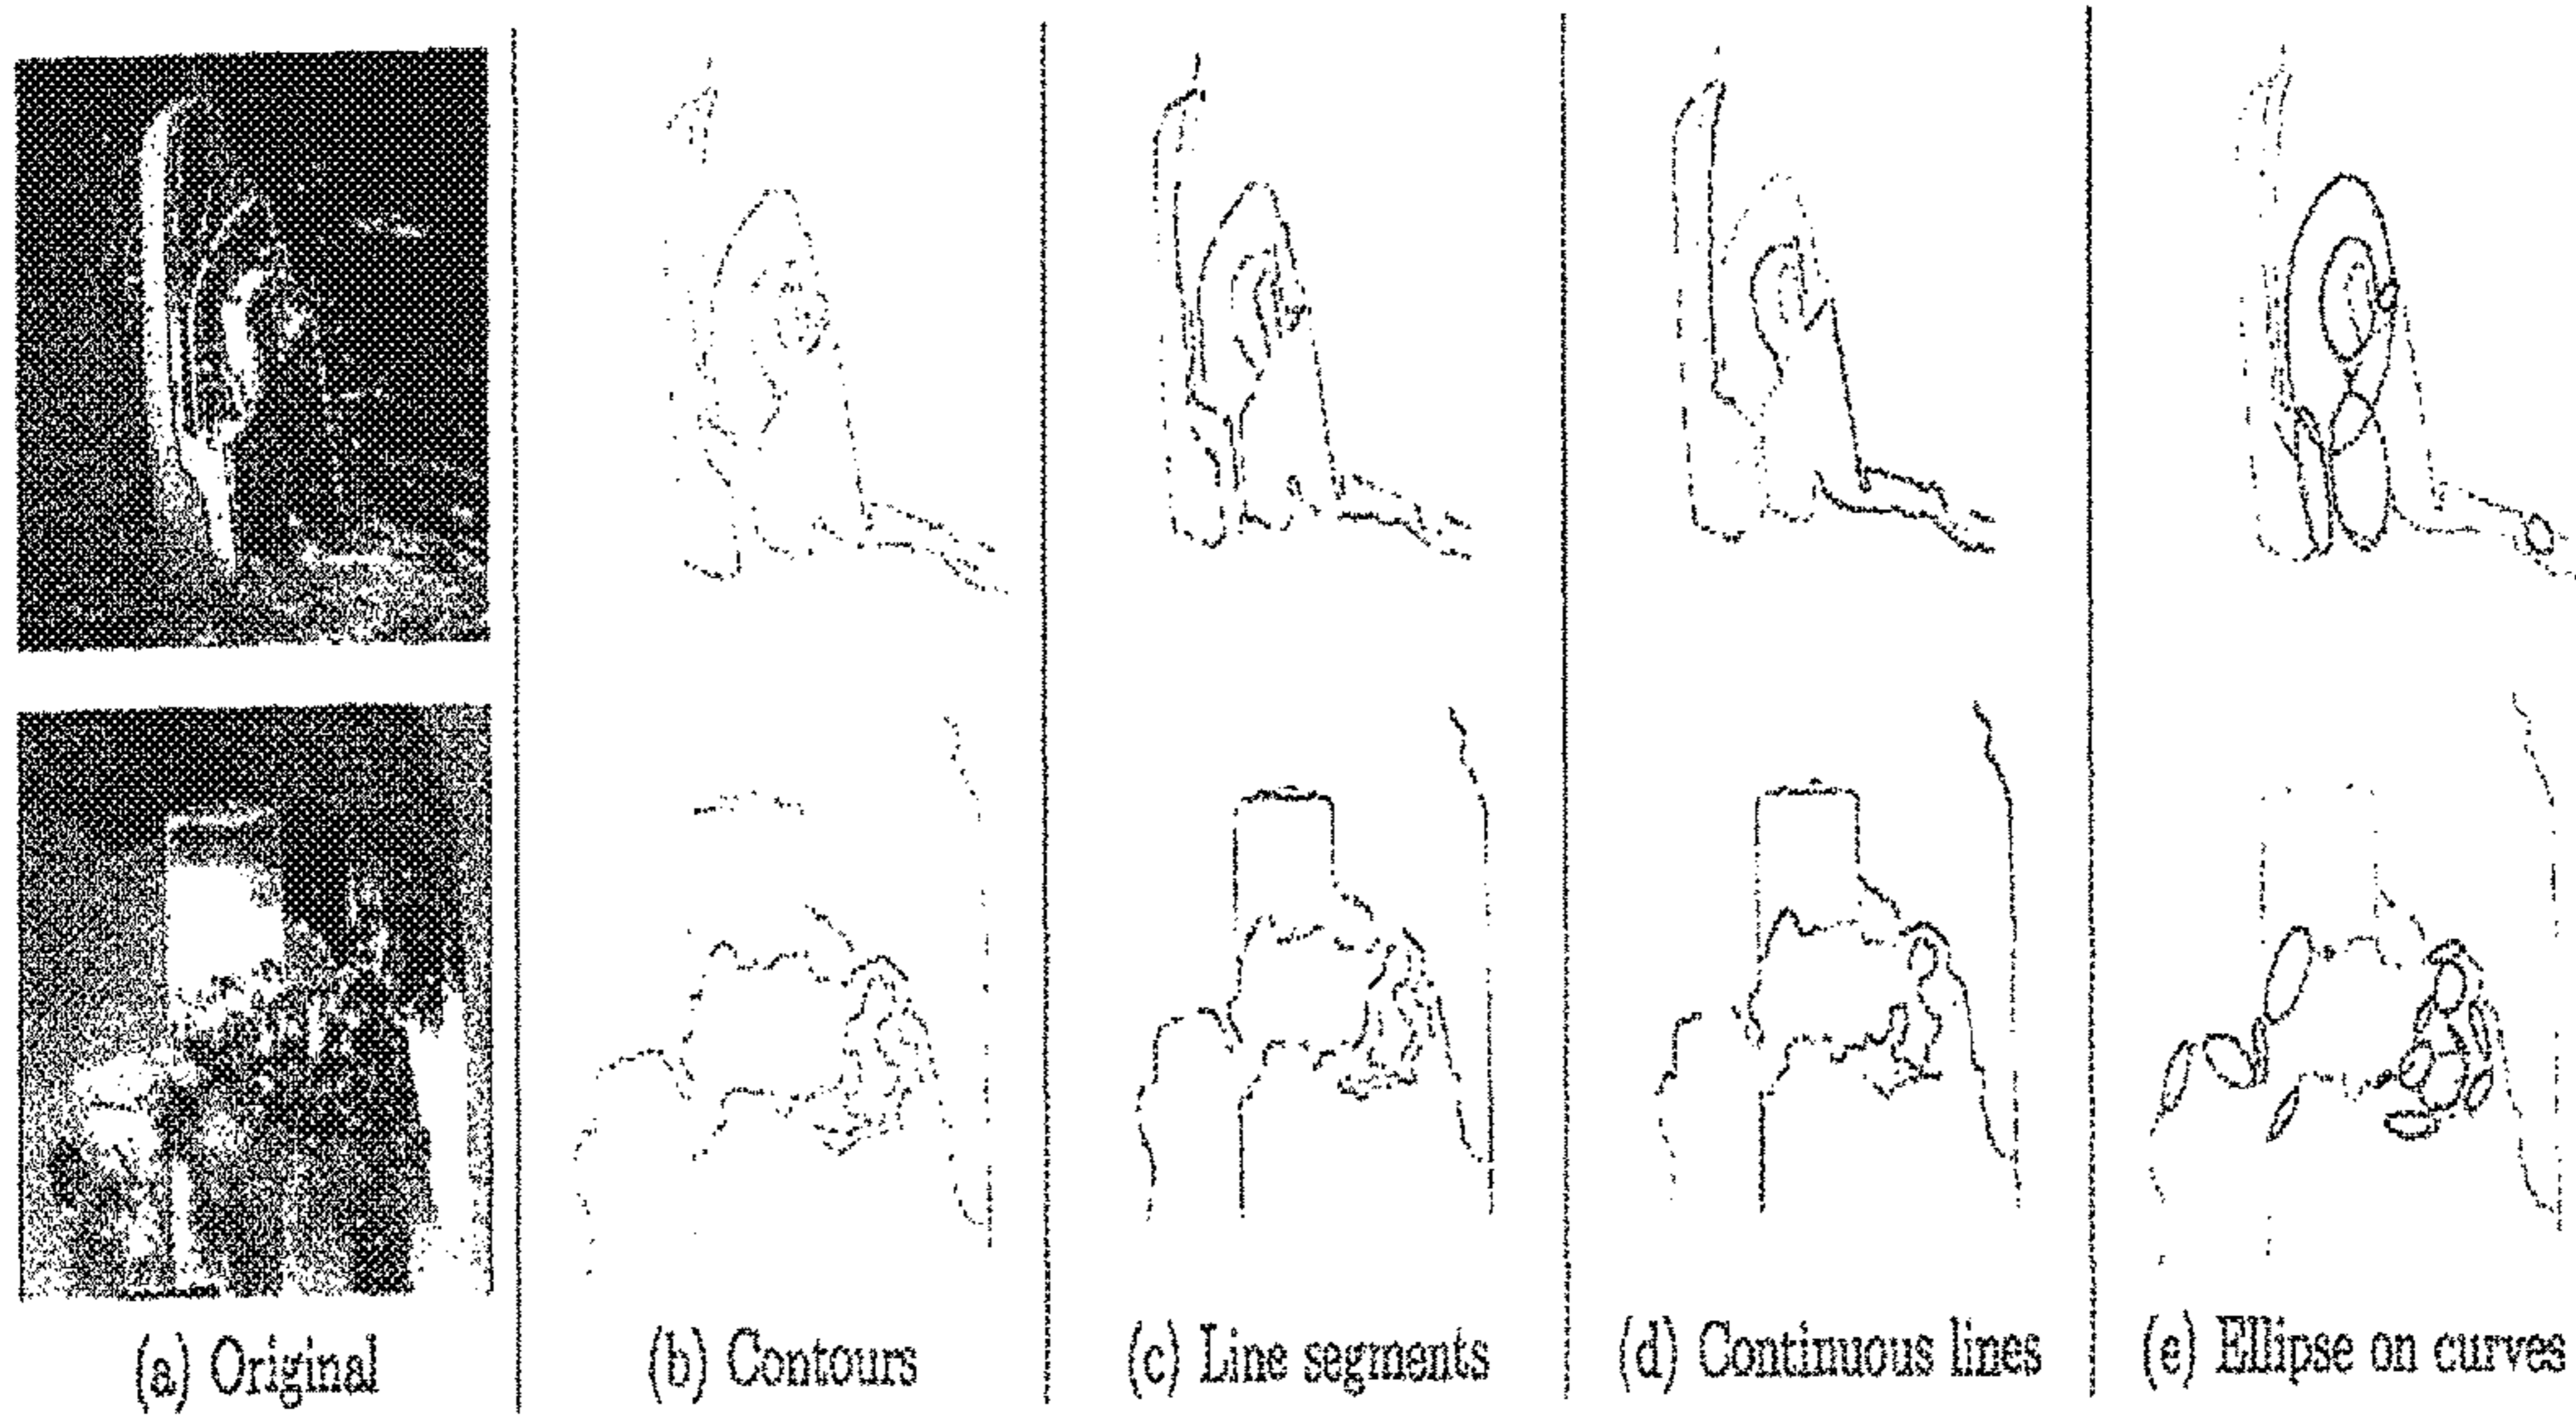 (a) Original
(b) Contours
(c) Line segments
(d) Continuous lines
(e) Ellipse on curves